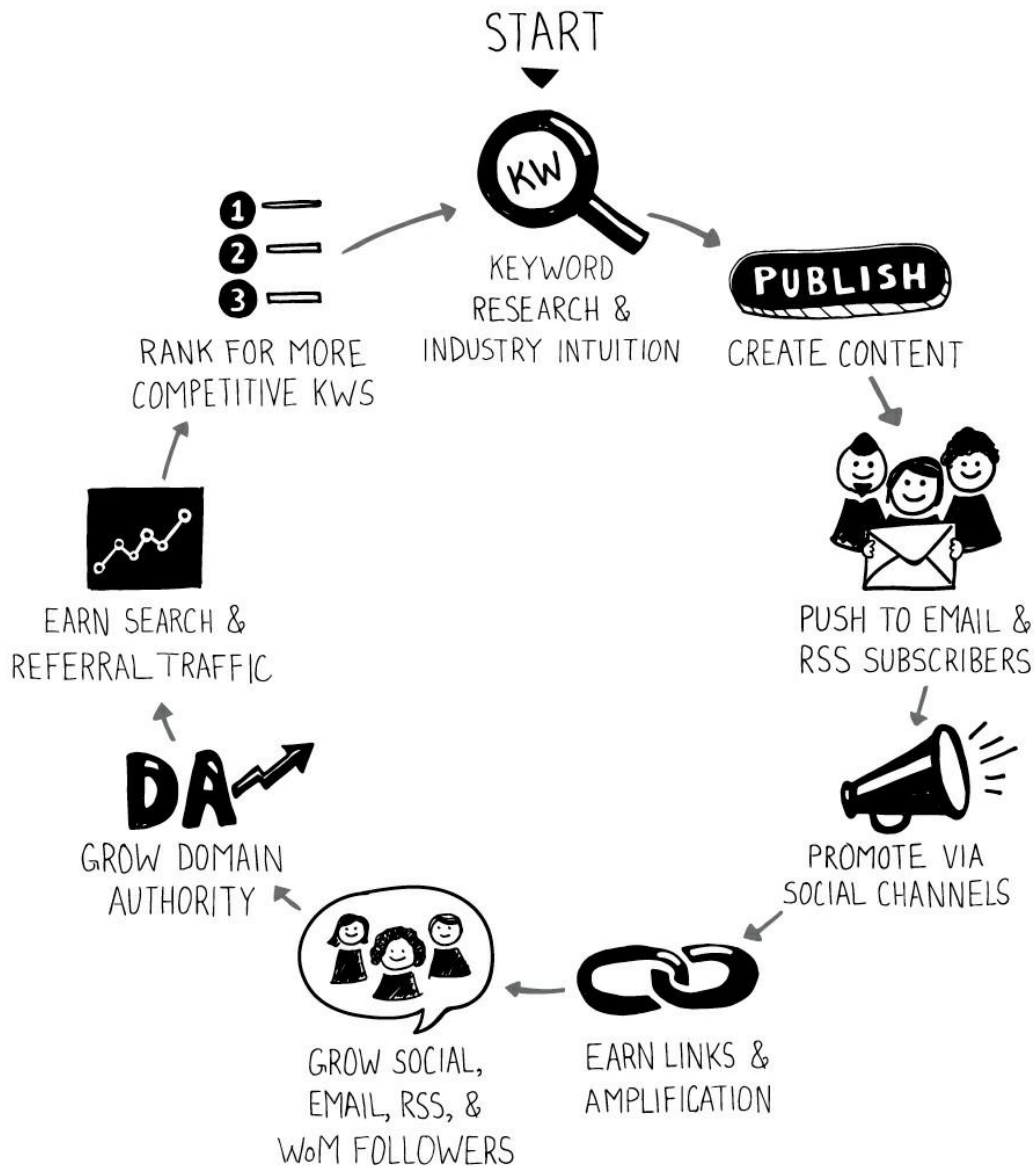 START
KW
KEYWORD
RESEARCH &
INDUSTRY INTUITION
PUBLISH
CREATE CONTENT
PUSH TO EMAIL &
RSS SUBSCRIBERS
PROMOTE VIA
SOCIAL CHANNELS
EARN LINKS &
AMPLIFICATION
GROW SOCIAL,
EMAIL, RSS, &
WoM FOLLOWERS
DA
GROW DOMAIN
AUTHORITY
EARN SEARCH &
REFERRAL TRAFFIC
1
2
3
RANK FOR MORE
COMPETITIVE KWS